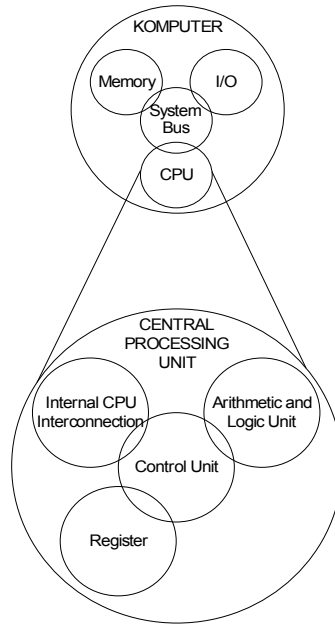 KOMPUTER
Memory
I/O
System
Bus
CPU
CENTRAL
PROCESSING
UNIT
Internal CPU
Interconnection
Arithmetic and
Logic Unit
Control Unit
Register